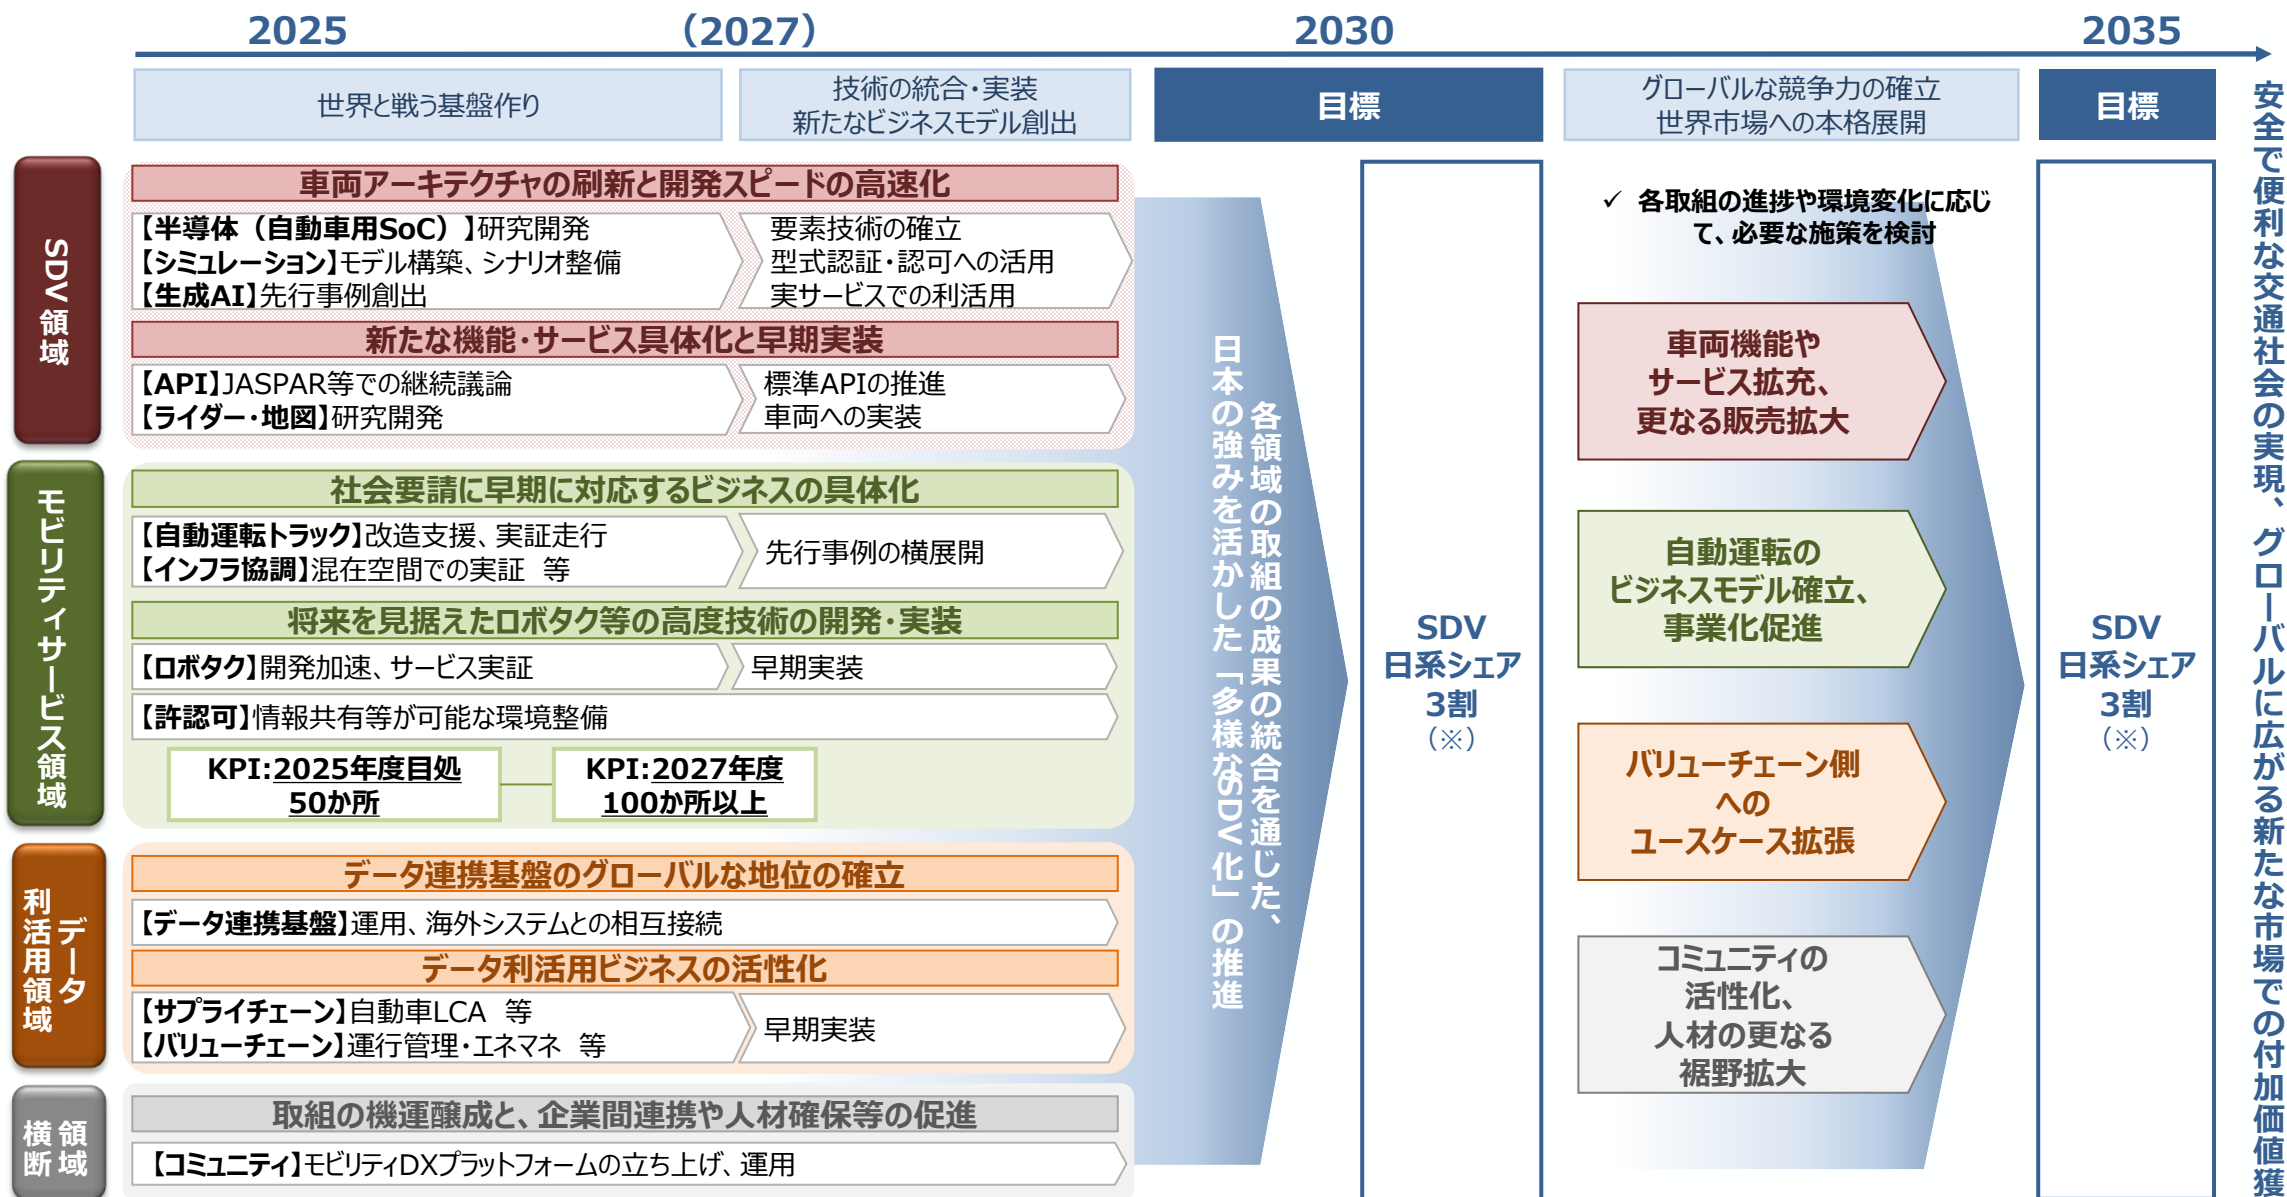 2025
（2027）
2030
2035
世界と戦う基盤作り
技術の統合・実装
新たなビジネスモデル創出
目標
グローバルな競争力の確立
世界市場への本格展開
目標
SDV領域
車両アーキテクチャの刷新と開発スピードの高速化
【半導体（自動車用SoC）】研究開発
【シミュレーション】モデル構築、シナリオ整備
【生成AI】先行事例創出
要素技術の確立
型式認証・認可への活用
実サービスでの利活用
新たな機能・サービス具体化と早期実装
【API】JASPAR等での継続議論
【ライダー・地図】研究開発
標準APIの推進
車両への実装
モビリティサービス領域
社会要請に早期に対応するビジネスの具体化
【自動運転トラック】改造支援、実証走行
【インフラ協調】混在空間での実証　等
先行事例の横展開
将来を見据えたロボタク等の高度技術の開発・実装
【ロボタク】開発加速、サービス実証
早期実装
【許認可】情報共有等が可能な環境整備
KPI:2025年度目処
50か所
KPI:2027年度
100か所以上
データ
利活用領域
データ連携基盤のグローバルな地位の確立
【データ連携基盤】運用、海外システムとの相互接続
データ利活用ビジネスの活性化
【サプライチェーン】自動車LCA　等
【バリューチェーン】運行管理・エネマネ　等
早期実装
領域
横断
取組の機運醸成と、企業間連携や人材確保等の促進
【コミュニティ】モビリティDXプラットフォームの立ち上げ、運用
各領域の取組の成果の統合を通じた、
日本の強みを活かした「多様なSDV化」の推進
SDV
日系シェア
3割
（※）
✓ 各取組の進捗や環境変化に応じ
て、必要な施策を検討
車両機能や
サービス拡充、
更なる販売拡大
自動運転の
ビジネスモデル確立、
事業化促進
バリューチェーン側
への
ユースケース拡張
コミュニティの
活性化、
人材の更なる
裾野拡大
SDV
日系シェア
3割
（※）
安全で便利な交通社会の実現、グローバルに広がる新たな市場での付加価値獲